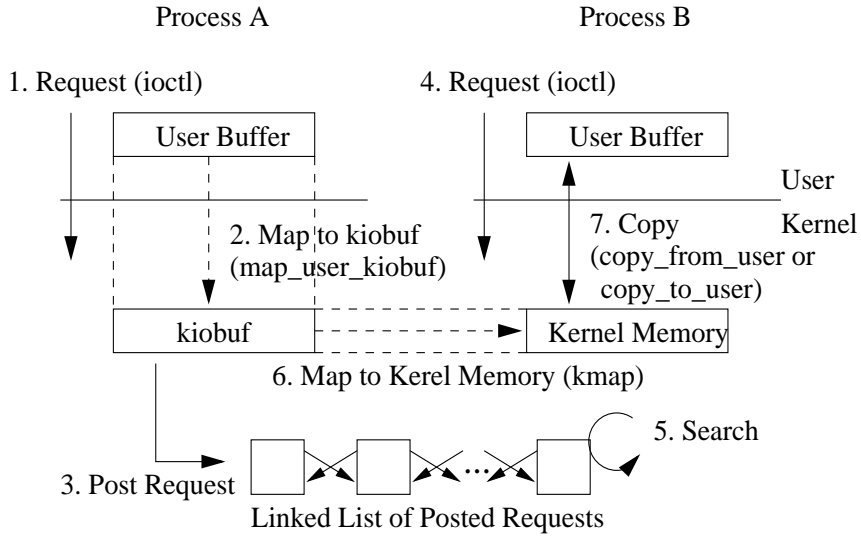 Process A
Process B
1. Request (ioctl)
4. Request (ioctl)
User Buffer
User Buffer
User
Kernel
2. Map to kiobuf
(map_user_kiobuf)
7. Copy
(copy_from_user or
copy_to_user)
kiobuf
Kernel Memory
6. Map to Kerel Memory (kmap)
5. Search
...
3. Post Request
Linked List of Posted Requests